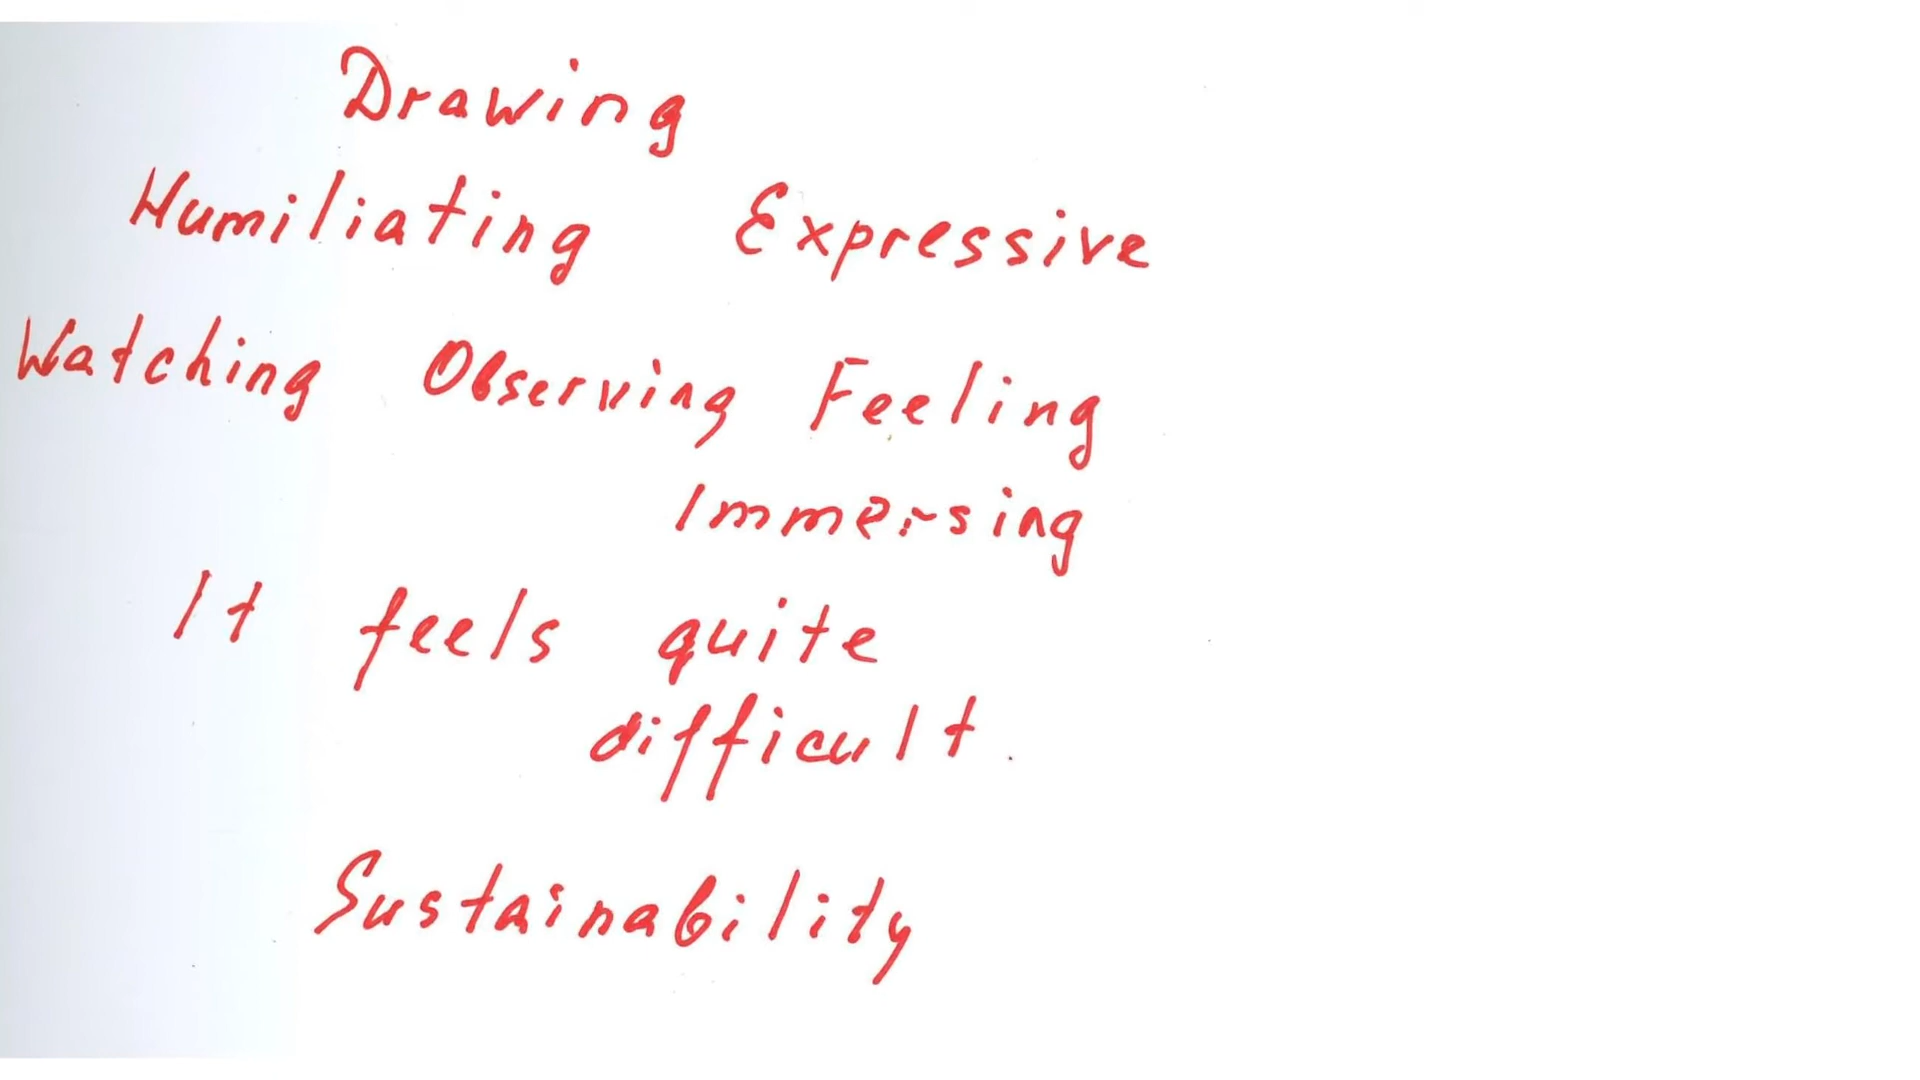 Drawing
Humiliating Expressive
Watching Observing Feeling
Immersing
It feels quite
difficult.
Sustainability